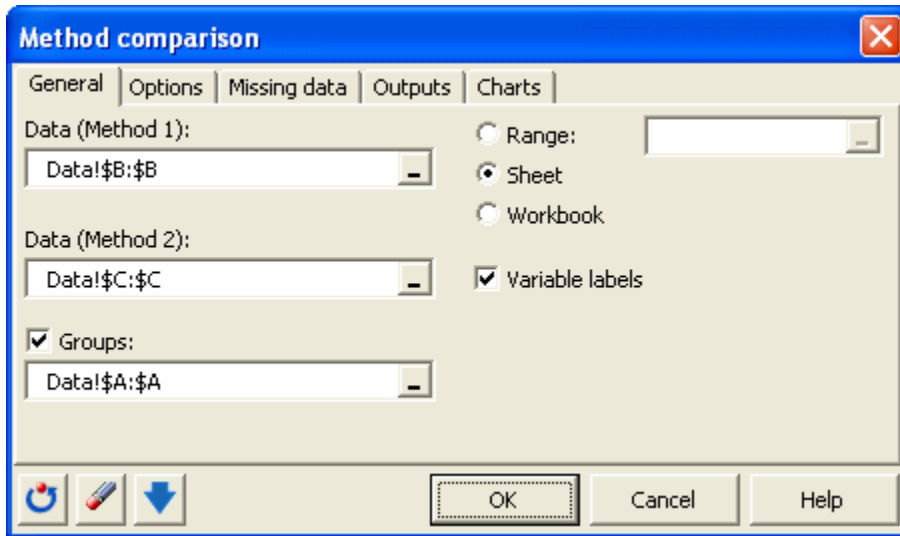 Method comparison
General Options Missing data Outputs Charts
Data (Method 1):
Data!$B:$B
Range:
Sheet
Workbook
Data (Method 2):
Data!$C:$C
Variable labels
Groups:
Data!$A:$A
OK Cancel Help